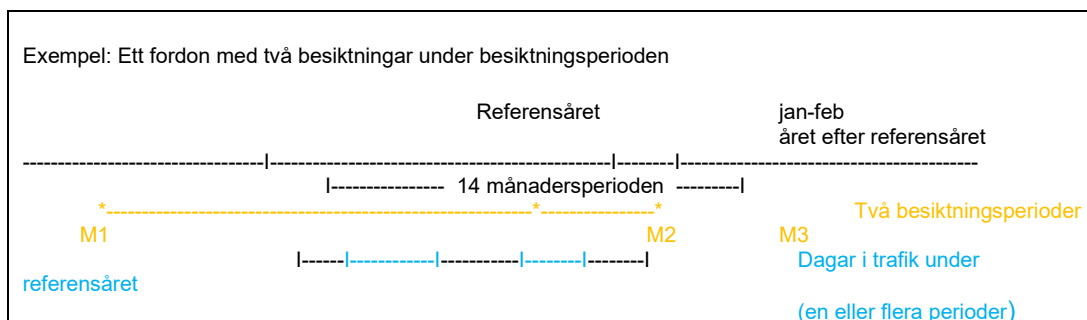 Exempel: Ett fordon med två besiktningar under besiktningsperioden
Referensåret jan-feb
året efter referensåret
----------------------------------I------------------------------------------------I--------I------------------------------------------
I---------------- 14 månadersperioden ---------I
*-------------------------------------------------------------*----------------* Två besiktningsperioder
M1 M2 M3
I------I------------I-----------I--------I--------I Dagar i trafik under
referensåret
(en eller flera perioder)